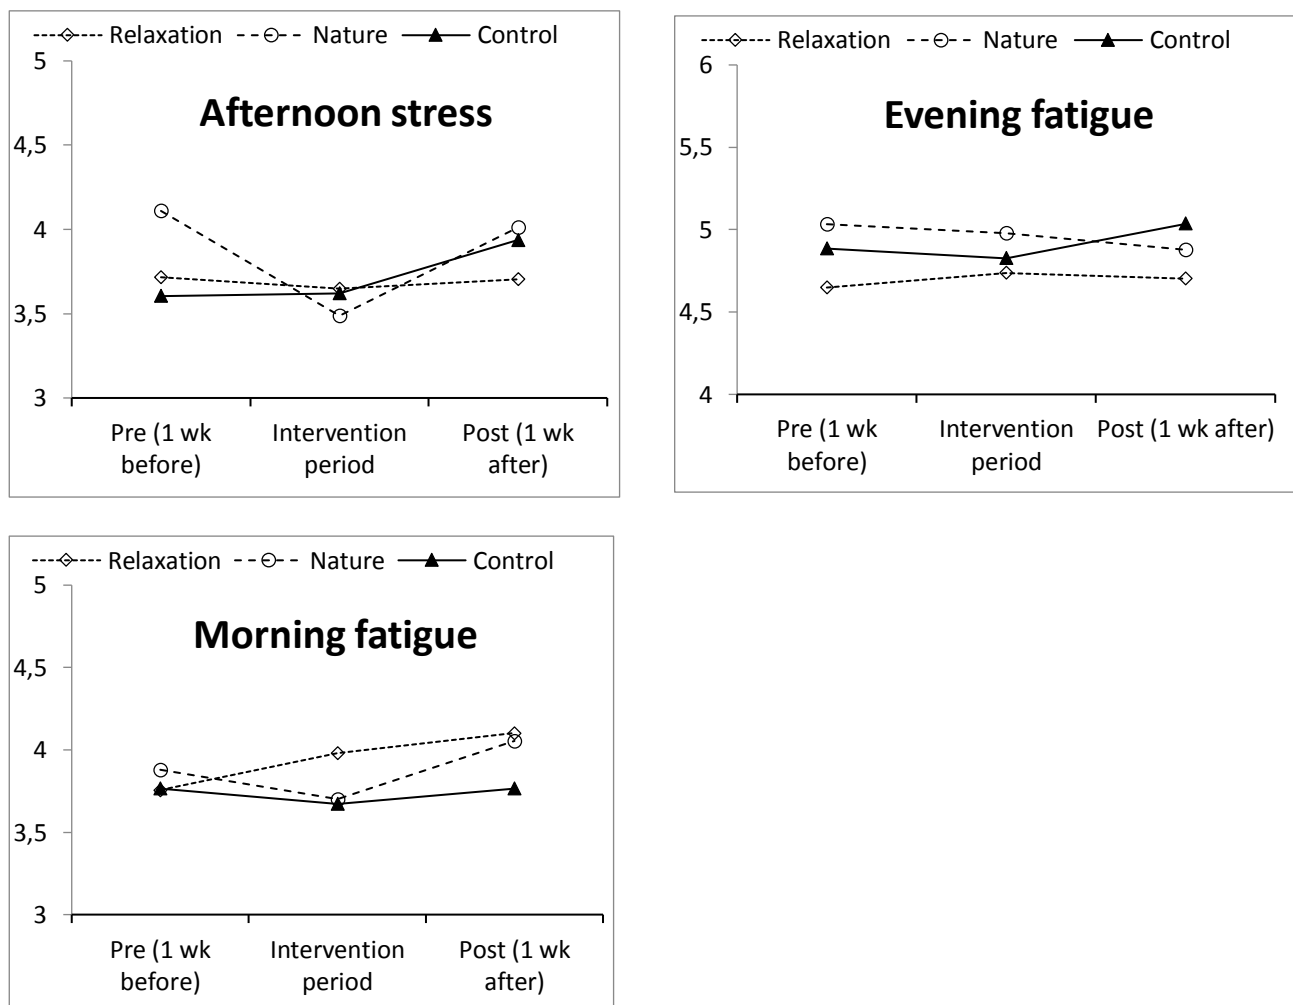 Relaxation Nature Control
Afternoon stress
5
4,5
4
3,5
3
Pre (1 wk before)
Intervention period
Post (1 wk after)
Relaxation Nature Control
Evening fatigue
6
5,5
5
4,5
4
Pre (1 wk before)
Intervention period
Post (1 wk after)
Relaxation Nature Control
Morning fatigue
5
4,5
4
3,5
3
Pre (1 wk before)
Intervention period
Post (1 wk after)